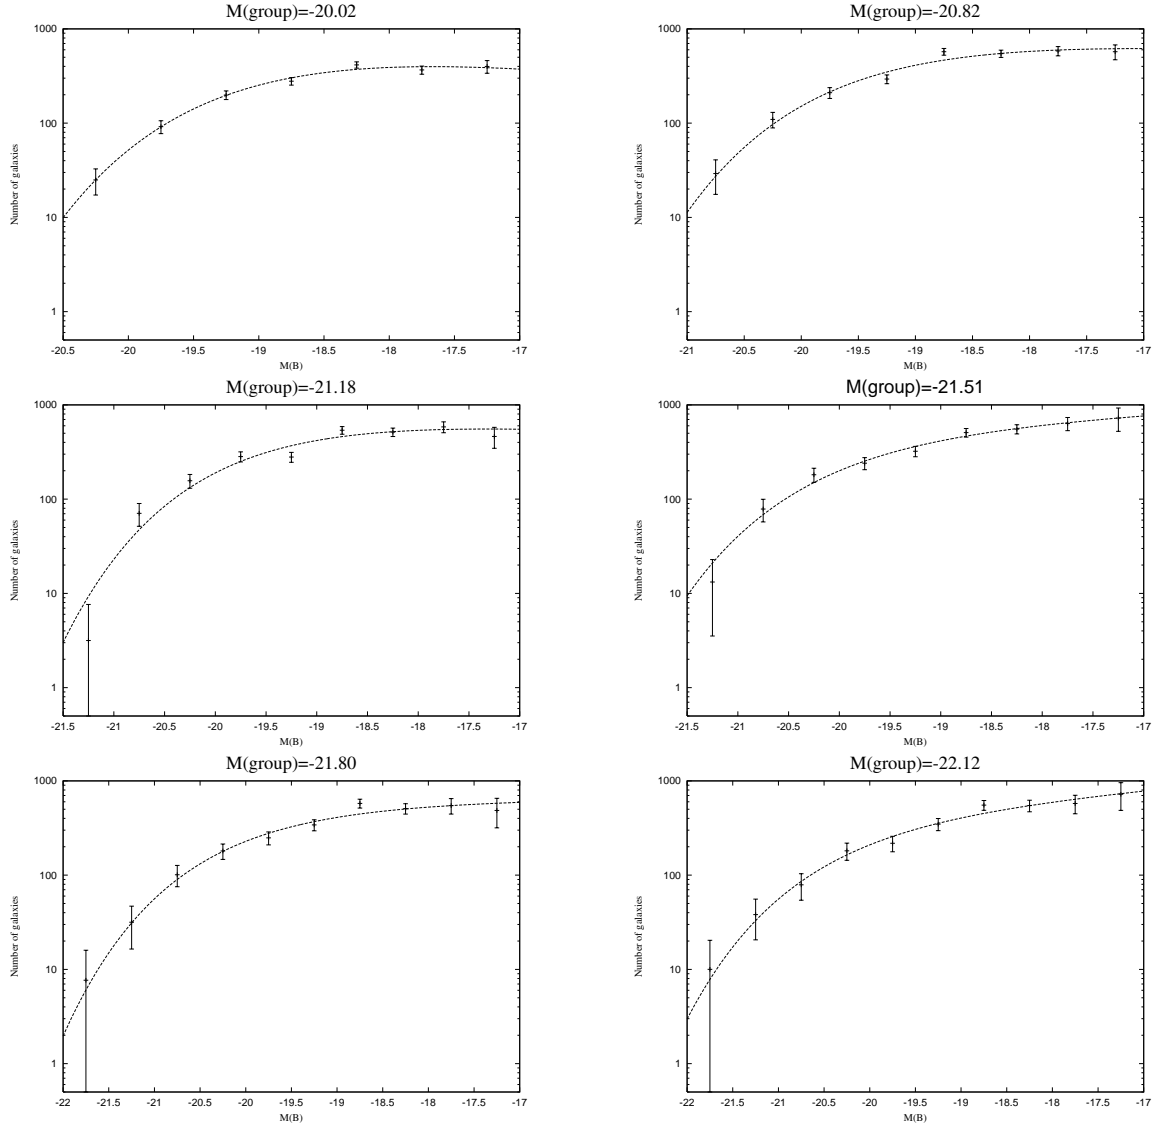 M(group)=-20.02
1000
100
10
1
Number of galaxies
-20.5 -20 -19.5 -19 -18.5 -18 -17.5 -17
M(B)
M(group)=-20.82
1000
100
10
1
Number of galaxies
-21 -20.5 -20 -19.5 -19 -18.5 -18 -17.5 -17
M(B)
M(group)=-21.18
1000
100
10
1
Number of galaxies
-21.5 -21 -20.5 -20 -19.5 -19 -18.5 -18 -17.5 -17
M(B)
M(group)=-21.51
1000
100
10
1
Number of galaxies
-21.5 -21 -20.5 -20 -19.5 -19 -18.5 -18 -17.5 -17
M(B)
M(group)=-21.80
1000
100
10
1
Number of galaxies
-22 -21.5 -21 -20.5 -20 -19.5 -19 -18.5 -18 -17.5 -17
M(B)
M(group)=-22.12
1000
100
10
1
Number of galaxies
-22 -21.5 -21 -20.5 -20 -19.5 -19 -18.5 -18 -17.5 -17
M(B)